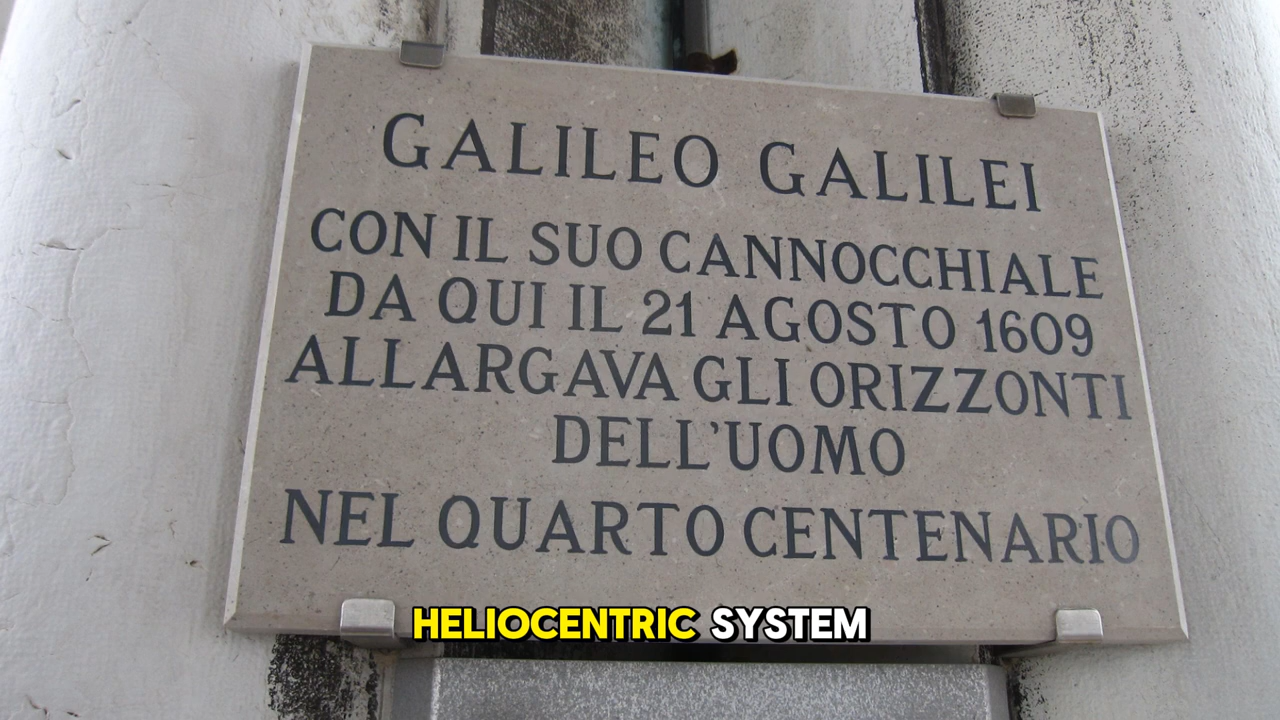 GALILEO GALILEI
CON IL SUO CANNOCCHIALE
DA QUI IL 21 AGOSTO 1609
ALLARGAVA GLI ORIZZONTI
DELL'UOMO
NEL QUARTO CENTENARIO
HELIOCENTRIC SYSTEM